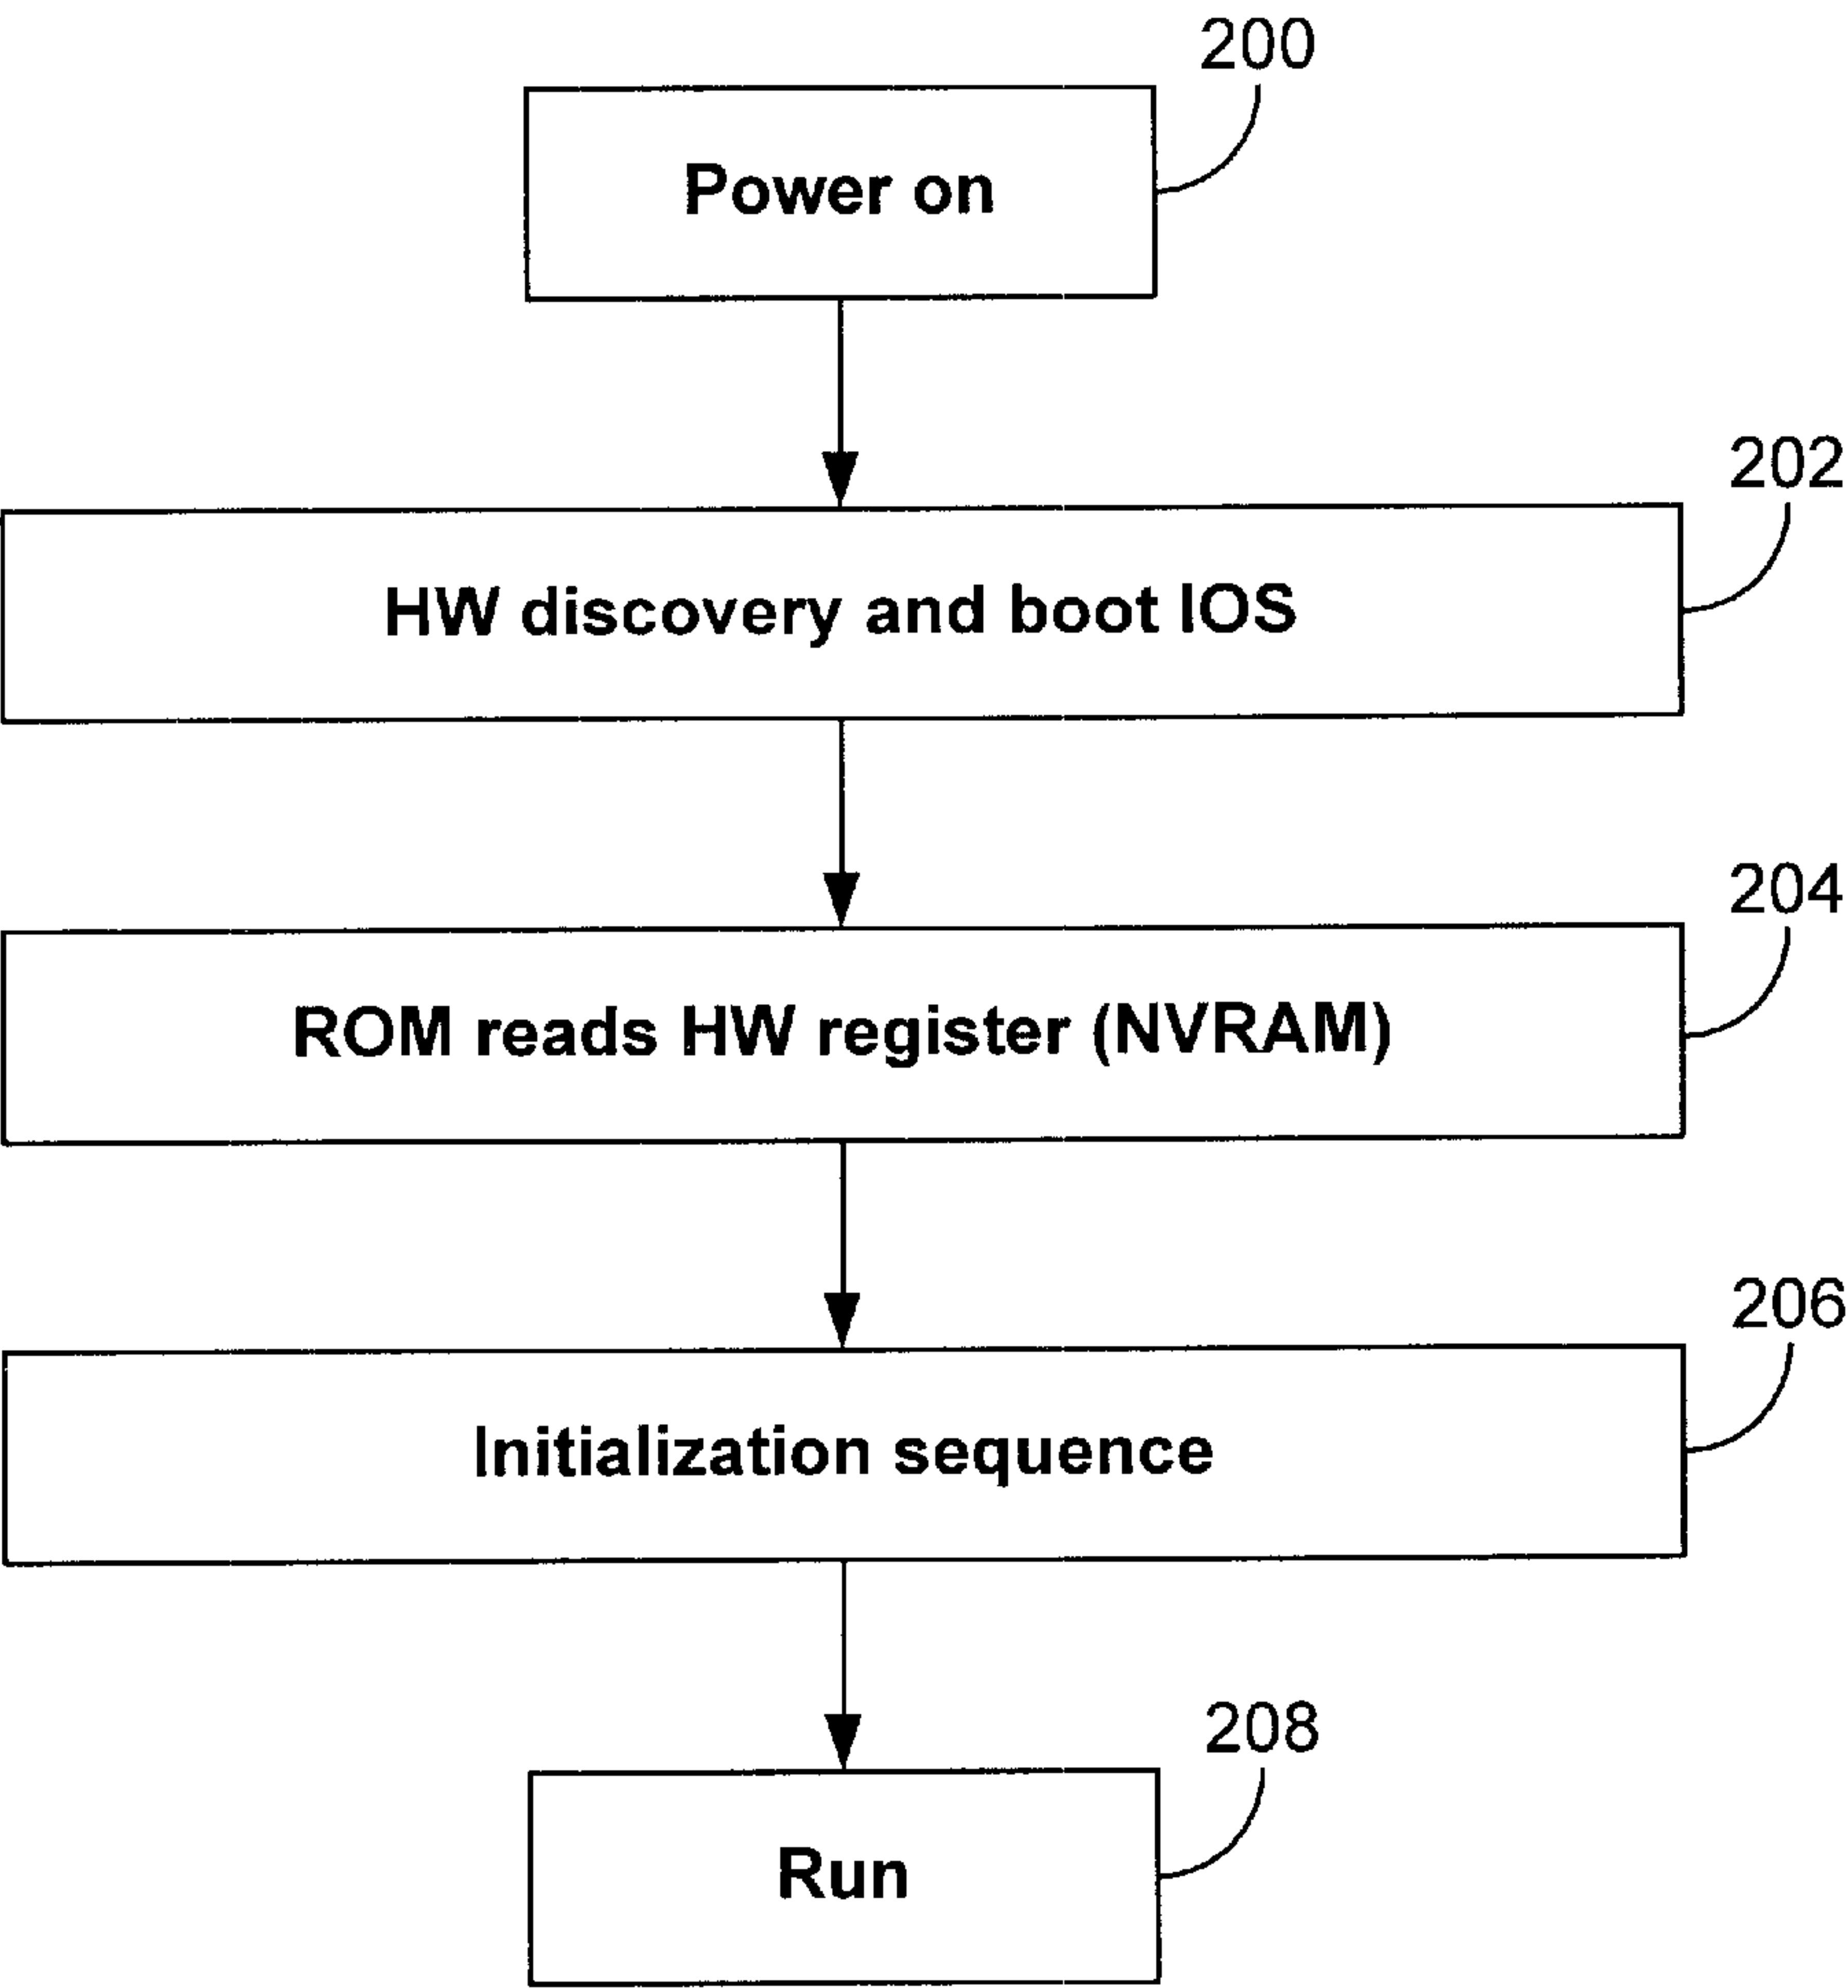 200
Power on
202
HW discovery and boot IOS
204
ROM reads HW register (NVRAM)
206
Initialization sequence
208
Run